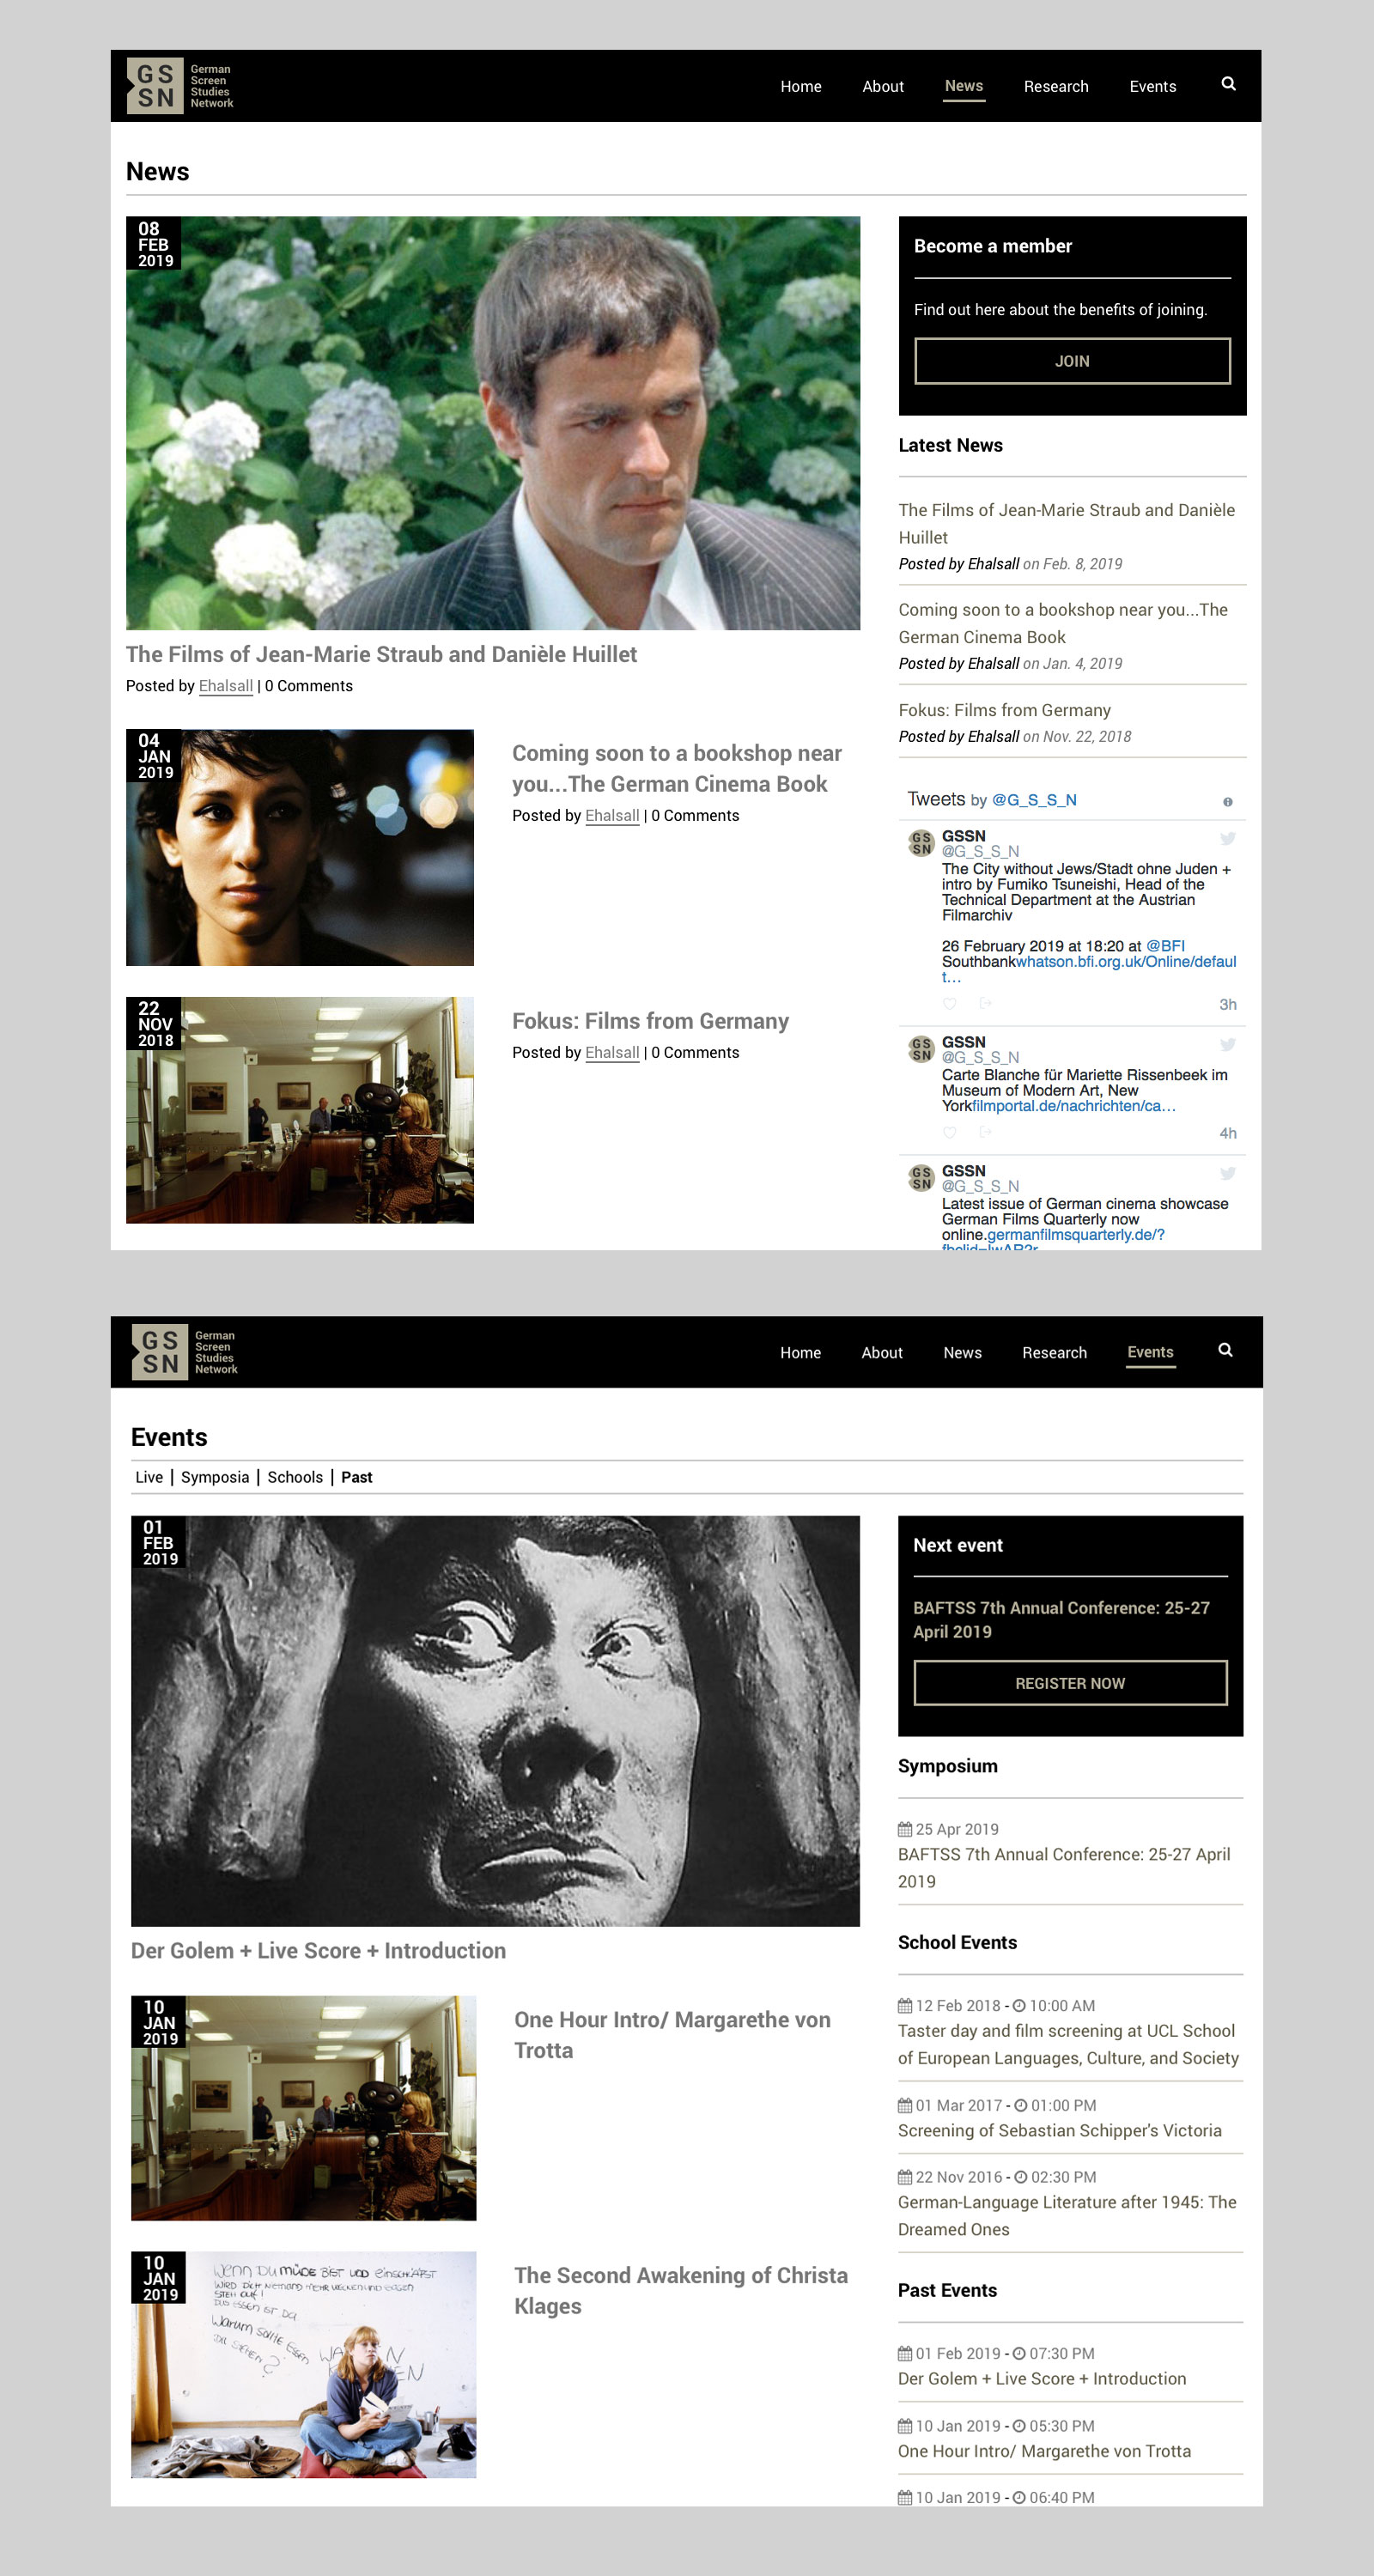 GS
SN
German
Screen
Studies
Network
Home
About
News
Research
Events
News
08
FEB
2019
The Films of Jean-Marie Straub and Danièle Huillet
Posted by Ehalsall | 0 Comments
04
JAN
2019
Coming soon to a bookshop near
you...The German Cinema Book
Posted by Ehalsall | 0 Comments
22
NOV
2018
Fokus: Films from Germany
Posted by Ehalsall | 0 Comments
Become a member
Find out here about the benefits of joining.
JOIN
Latest News
The Films of Jean-Marie Straub and Danièle
Huillet
Posted by Ehalsall on Feb. 8, 2019
Coming soon to a bookshop near you...The
German Cinema Book
Posted by Ehalsall on Jan. 4, 2019
Fokus: Films from Germany
Posted by Ehalsall on Nov. 22, 2018
Tweets by @G_S_S_N
GS
SN
GSSN
@G_S_S_N
The City without Jews/Stadt ohne Juden +
intro by Fumiko Tsuneishi, Head of the
Technical Department at the Austrian
Filmarchiv
26 February 2019 at 18:20 at @BFI
Southbankwhatson.bfi.org.uk/Online/defaul
t…
3h
GS
SN
GSSN
@G_S_S_N
Carte Blanche für Mariette Rissenbeek im
Museum of Modern Art, New
Yorkfilmportal.de/nachrichten/ca…
4h
GS
SN
GSSN
@G_S_S_N
Latest issue of German cinema showcase
German Films Quarterly now
online.germanfilmsquarterly.de/?
GS
SN
German
Screen
Studies
Network
Home
About
News
Research
Events
Events
Live | Symposia | Schools | Past
01
FEB
2019
Der Golem + Live Score + Introduction
10
JAN
2019
One Hour Intro/ Margarethe von
Trotta
10
JAN
2019
WENN DU MÜDE BIST UND EINSCHLÄFST
The Second Awakening of Christa
Klages
Next event
BAFTSS 7th Annual Conference: 25-27
April 2019
REGISTER NOW
Symposium
25 Apr 2019
BAFTSS 7th Annual Conference: 25-27 April
2019
School Events
12 Feb 2018 - 10:00 AM
Taster day and film screening at UCL School
of European Languages, Culture, and Society
01 Mar 2017 - 01:00 PM
Screening of Sebastian Schipper's Victoria
22 Nov 2016 - 02:30 PM
German-Language Literature after 1945: The
Dreamed Ones
Past Events
01 Feb 2019 - 07:30 PM
Der Golem + Live Score + Introduction
10 Jan 2019 - 05:30 PM
One Hour Intro/ Margarethe von Trotta
10 Jan 2019 - 06:40 PM